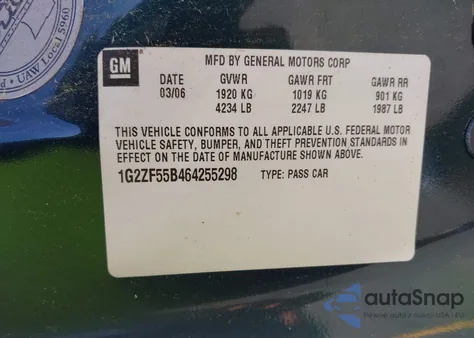 UAW Local 5960
GM
MFD BY GENERAL MOTORS CORP
DATE GVWR GAWR FRT GAWR RR
03/06 1920 KG 1019 KG 901 KG
4234 LB 2247 LB 1987 LB
THIS VEHICLE CONFORMS TO ALL APPLICABLE U.S. FEDERAL MOTOR
VEHICLE SAFETY, BUMPER, AND THEFT PREVENTION STANDARDS IN
EFFECT ON THE DATE OF MANUFACTURE SHOWN ABOVE.
1G2ZF55B464255298 TYPE: PASS CAR
autoSnap